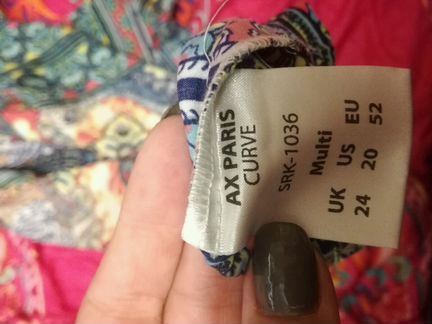 AX PARIS
CURVE
SRK-1036
Multi
UK US EU
24 20 52